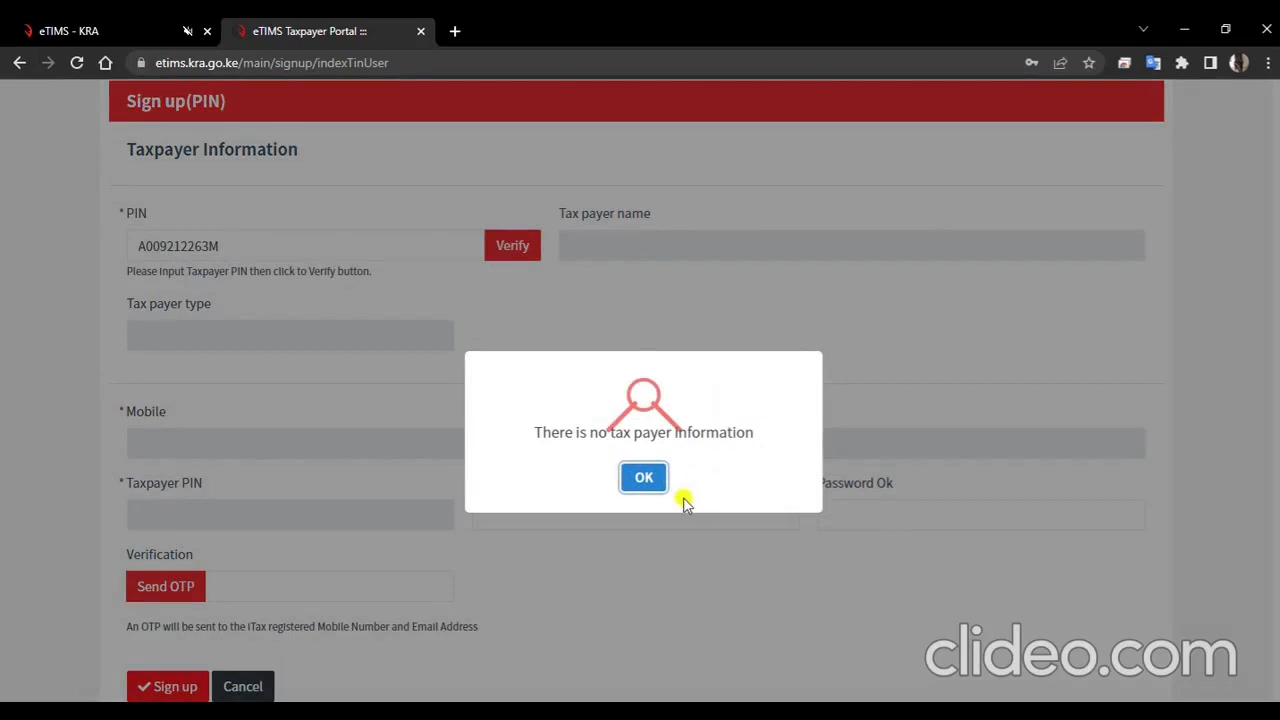 eTIMS - KRA
eTIMS Taxpayer Portal :::
etims.kra.go.ke/main/signup/indexTinUser
Sign up(PIN)
Taxpayer Information
* PIN
Tax payer name
A009212263M
Verify
Please input Taxpayer PIN then click to Verify button.
Tax payer type
* Mobile
There is no tax payer information
OK
* Taxpayer PIN
Password Ok
Verification
Send OTP
An OTP will be sent to the iTax registered Mobile Number and Email Address
Sign up
Cancel
clideo.com